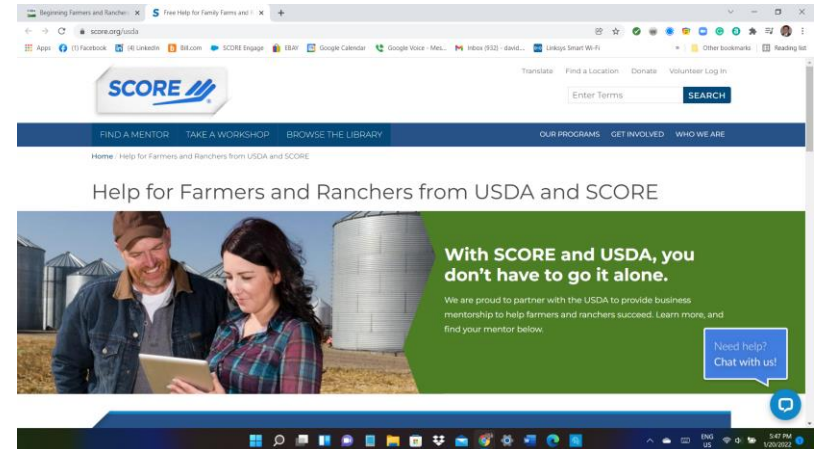 Beginning Farmers and Rancher:
Free Help for Family Farms and
score.org/usda
Apps
(1) Facebook
(4) LinkedIn
Bill.com
SCORE Engage
EBAY
Google Calendar
Google Voice - Mes...
Inbox (932) - david...
Linksys Smart Wi-Fi
Other bookmarks
Reading list
SCORE
Translate Find a Location Donate Volunteer Log In
Enter Terms SEARCH
FIND A MENTOR TAKE A WORKSHOP BROWSE THE LIBRARY OUR PROGRAMS GET INVOLVED WHO WE ARE
Home / Help for Farmers and Ranchers from USDA and SCORE
Help for Farmers and Ranchers from USDA and SCORE
With SCORE and USDA, you
don't have to go it alone.
We are proud to partner with the USDA to provide business
mentorship to help farmers and ranchers succeed. Learn more, and
find your mentor below.
Need help?
Chat with us!
ENG
US
5:47 PM
1/20/2022